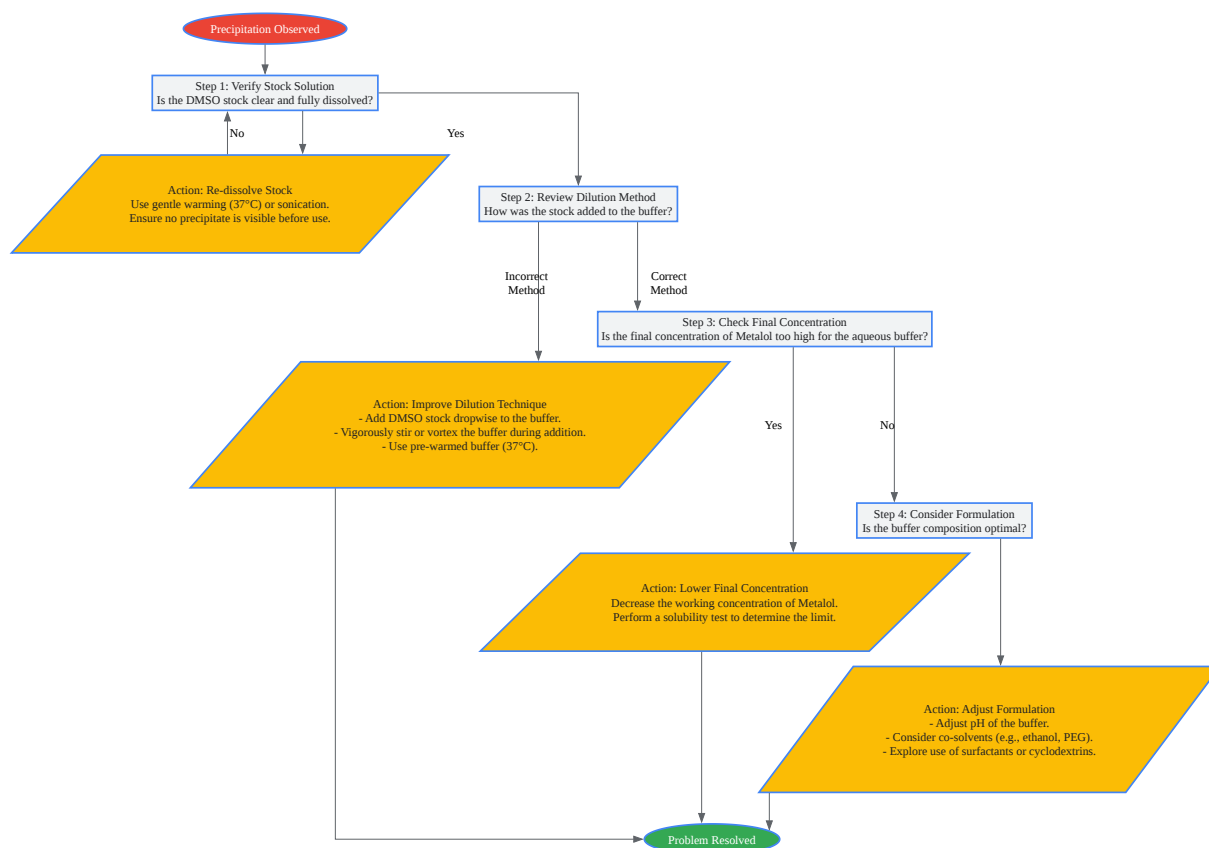 Precipitation Observed
Step 1: Verify Stock Solution
Is the DMSO stock clear and fully dissolved?
No
Yes
Action: Re-dissolve Stock
Use gentle warming (37°C) or sonication.
Ensure no precipitate is visible before use.
Step 2: Review Dilution Method
How was the stock added to the buffer?
Incorrect
Method
Correct
Method
Step 3: Check Final Concentration
Is the final concentration of Metalol too high for the aqueous buffer?
Action: Improve Dilution Technique
- Add DMSO stock dropwise to the buffer.
- Vigorously stir or vortex the buffer during addition.
- Use pre-warmed buffer (37°C).
Yes
No
Step 4: Consider Formulation
Is the buffer composition optimal?
Action: Lower Final Concentration
Decrease the working concentration of Metalol.
Perform a solubility test to determine the limit.
Action: Adjust Formulation
- Adjust pH of the buffer.
- Consider co-solvents (e.g., ethanol, PEG).
- Explore use of surfactants or cyclodextrins.
Problem Resolved